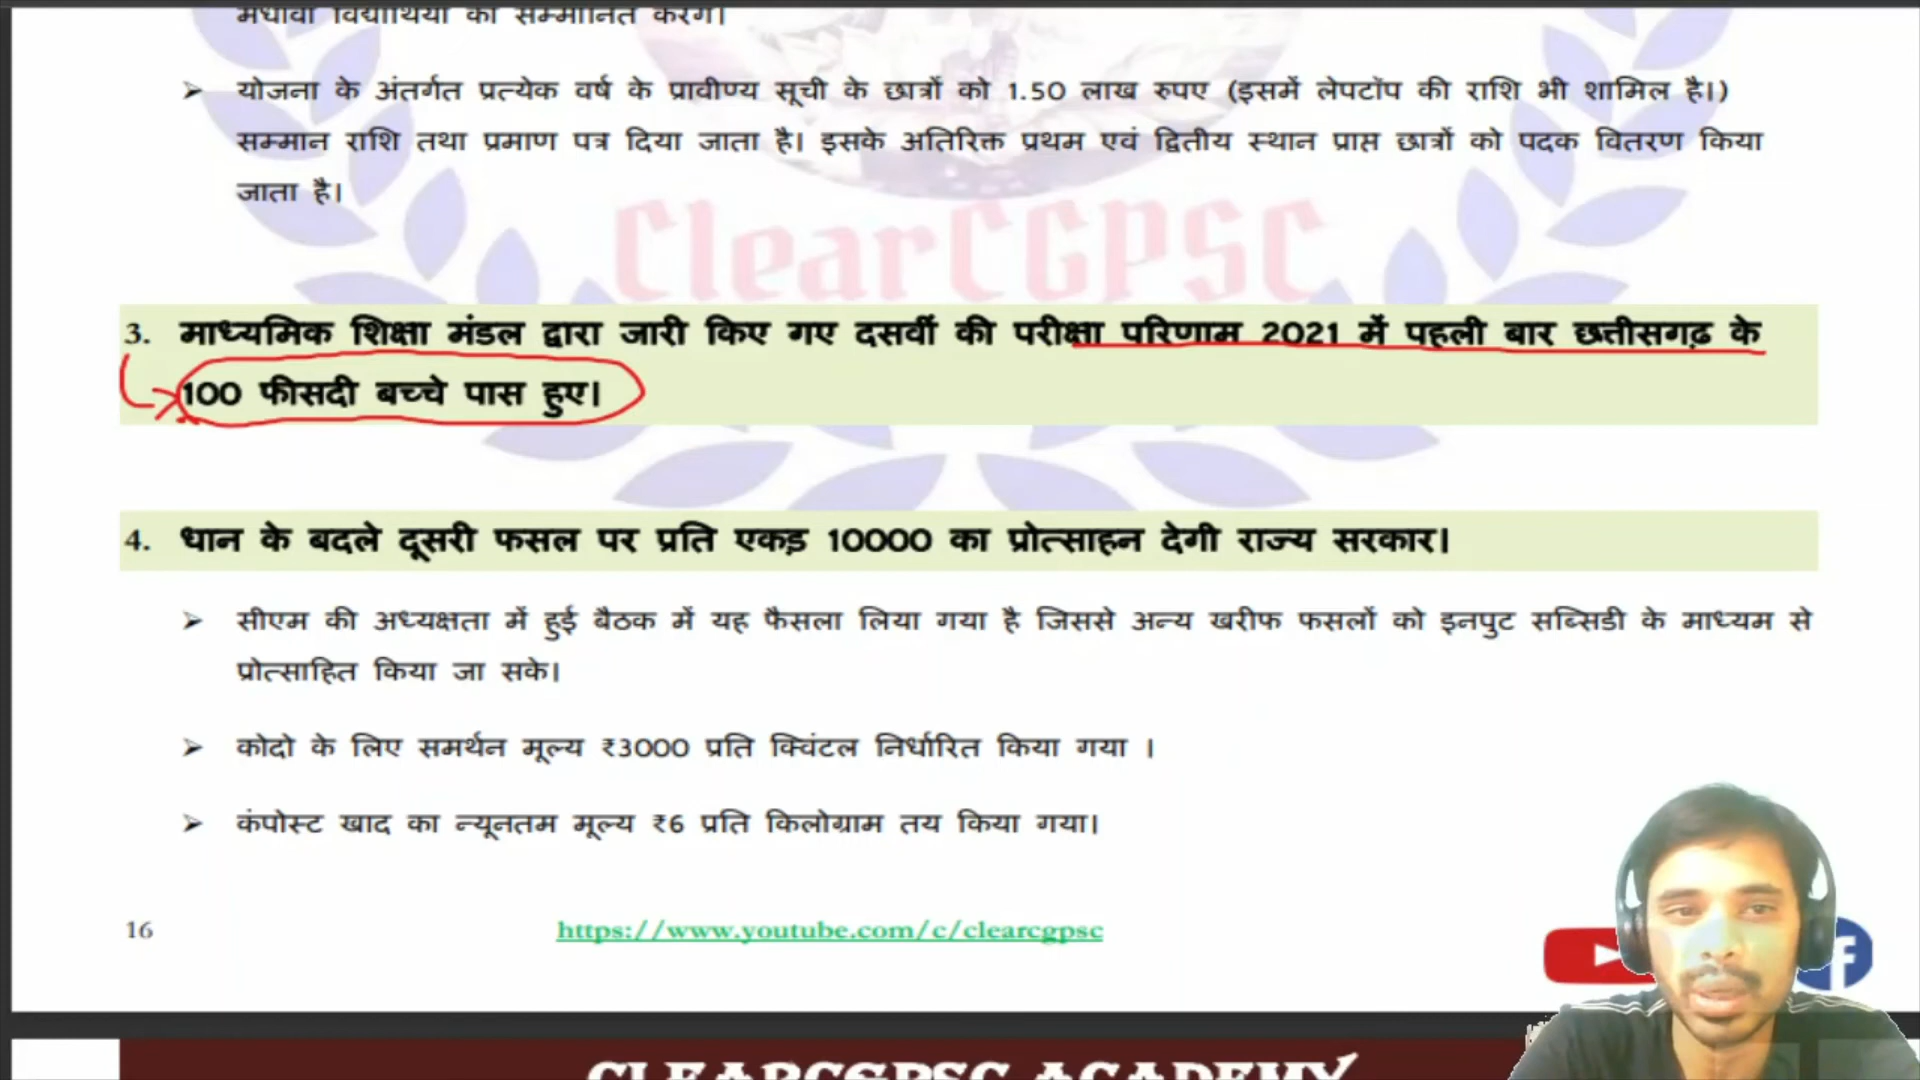 मेधावी विद्यार्थियों को सम्मानित करेंगे।
➢ योजना के अंतर्गत प्रत्येक वर्ष के प्रावीण्य सूची के छात्रों को 1.50 लाख रुपए (इसमें लेपटॉप की राशि भी शामिल है।)
सम्मान राशि तथा प्रमाण पत्र दिया जाता है। इसके अतिरिक्त प्रथम एवं द्वितीय स्थान प्राप्त छात्रों को पदक वितरण किया
जाता है।
ClearCGPSC
3. माध्यमिक शिक्षा मंडल द्वारा जारी किए गए दसवीं की परीक्षा परिणाम 2021 में पहली बार छत्तीसगढ़ के
100 फीसदी बच्चे पास हुए।
4. धान के बदले दूसरी फसल पर प्रति एकड़ 10000 का प्रोत्साहन देगी राज्य सरकार।
➢ सीएम की अध्यक्षता में हुई बैठक में यह फैसला लिया गया है जिससे अन्य खरीफ फसलों को इनपुट सब्सिडी के माध्यम से
प्रोत्साहित किया जा सके।
➢ कोदो के लिए समर्थन मूल्य ₹3000 प्रति क्विंटल निर्धारित किया गया ।
➢ कंपोस्ट खाद का न्यूनतम मूल्य ₹6 प्रति किलोग्राम तय किया गया।
16
https://www.youtube.com/c/clearcgpsc
CLEARCGPSC ACADEMY